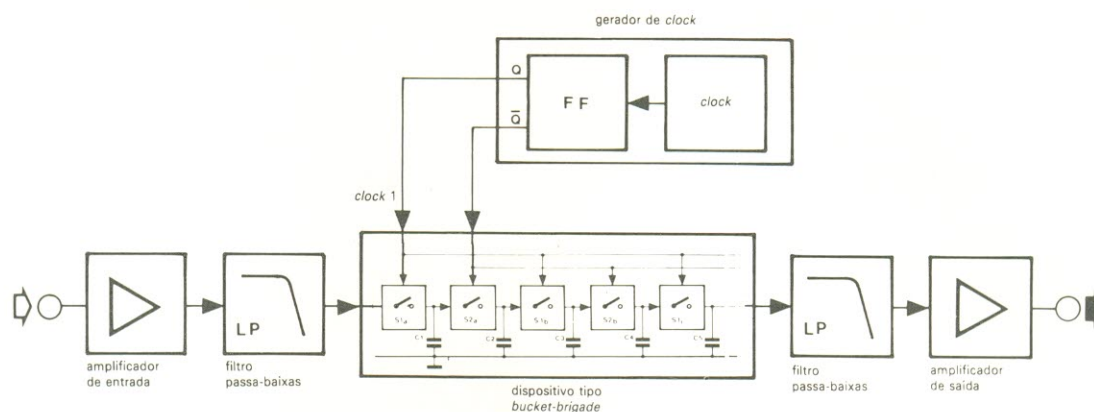 gerador de clock
Q
Q̅
FF
clock
clock 1
S1a
S2a
S1b
S2b
S1c
C1
C2
C3
C4
C5
LP
LP
amplificador
de entrada
filtro
passa-baixas
dispositivo tipo
bucket-brigade
filtro
passa-baixas
amplificador
de saída